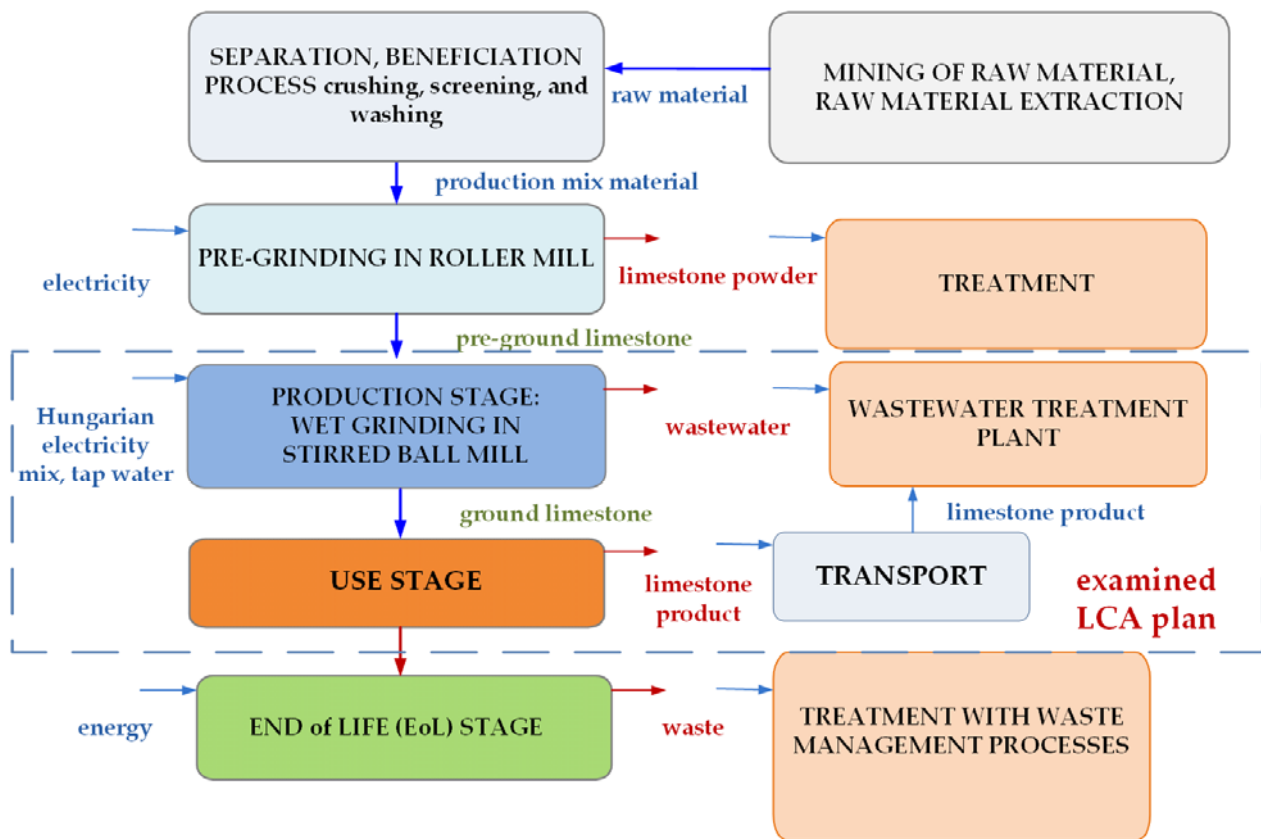 SEPARATION, BENEFICIATION
PROCESS crushing, screening, and
washing
raw material
MINING OF RAW MATERIAL,
RAW MATERIAL EXTRACTION
production mix material
electricity
PRE-GRINDING IN ROLLER MILL
limestone powder
TREATMENT
pre-ground limestone
Hungarian
electricity
mix, tap water
PRODUCTION STAGE:
WET GRINDING IN
STIRRED BALL MILL
wastewater
WASTEWATER TREATMENT
PLANT
ground limestone
limestone product
USE STAGE
limestone
product
TRANSPORT
examined
LCA plan
energy
END of LIFE (EoL) STAGE
waste
TREATMENT WITH WASTE
MANAGEMENT PROCESSES